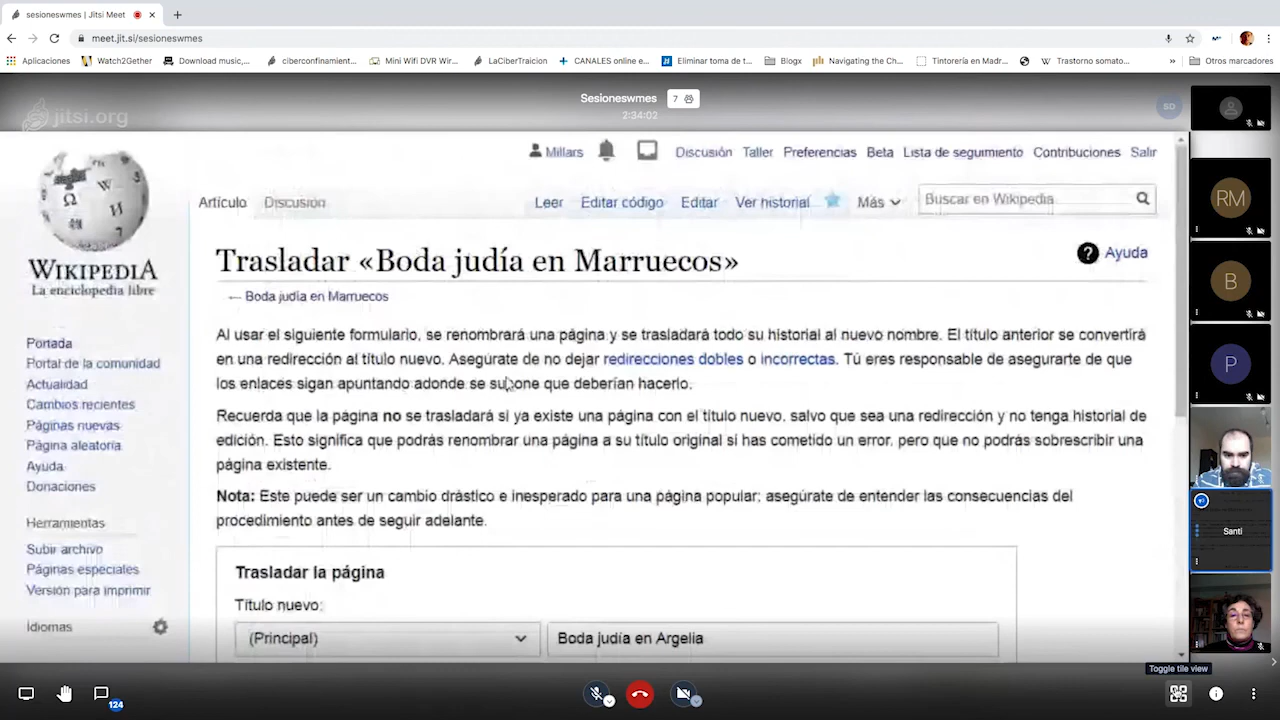 sesioneswmes | Jitsi Meet
meet.jit.si/sesioneswmes
Aplicaciones
Watch2Gether
Download music,...
ciberconfinamient...
Mini Wifi DVR Wir...
LaCiberTraicion
CANALES online e...
Eliminar toma de t...
Blogx
Navigating the Ch...
Tintorería en Madr...
Trastorno somato...
»
Otros marcadores
jitsi.org
Sesioneswmes
7
2:34:02
SD
Millars
Discusión
Taller
Preferencias
Beta
Lista de seguimiento
Contribuciones
Salir
Artículo
Discusión
Leer
Editar código
Editar
Ver historial
Más
Buscar en Wikipedia
WIKIPEDIA
La enciclopedia libre
Portada
Portal de la comunidad
Actualidad
Cambios recientes
Páginas nuevas
Página aleatoria
Ayuda
Donaciones
Herramientas
Subir archivo
Páginas especiales
Versión para imprimir
Idiomas
Trasladar «Boda judía en Marruecos»
Ayuda
← Boda judía en Marruecos
Al usar el siguiente formulario, se renombrará una página y se trasladará todo su historial al nuevo nombre. El título anterior se convertirá
en una redirección al título nuevo. Asegúrate de no dejar redirecciones dobles o incorrectas. Tú eres responsable de asegurarte de que
los enlaces sigan apuntando adonde se supone que deberían hacerlo.
Recuerda que la página no se trasladará si ya existe una página con el título nuevo, salvo que sea una redirección y no tenga historial de
edición. Esto significa que podrás renombrar una página a su título original si has cometido un error, pero que no podrás sobrescribir una
página existente.
Nota: Este puede ser un cambio drástico e inesperado para una página popular; asegúrate de entender las consecuencias del
procedimiento antes de seguir adelante.
Trasladar la página
Título nuevo:
(Principal)
Boda judía en Argelia
RM
B
P
Santi
Toggle tile view
124